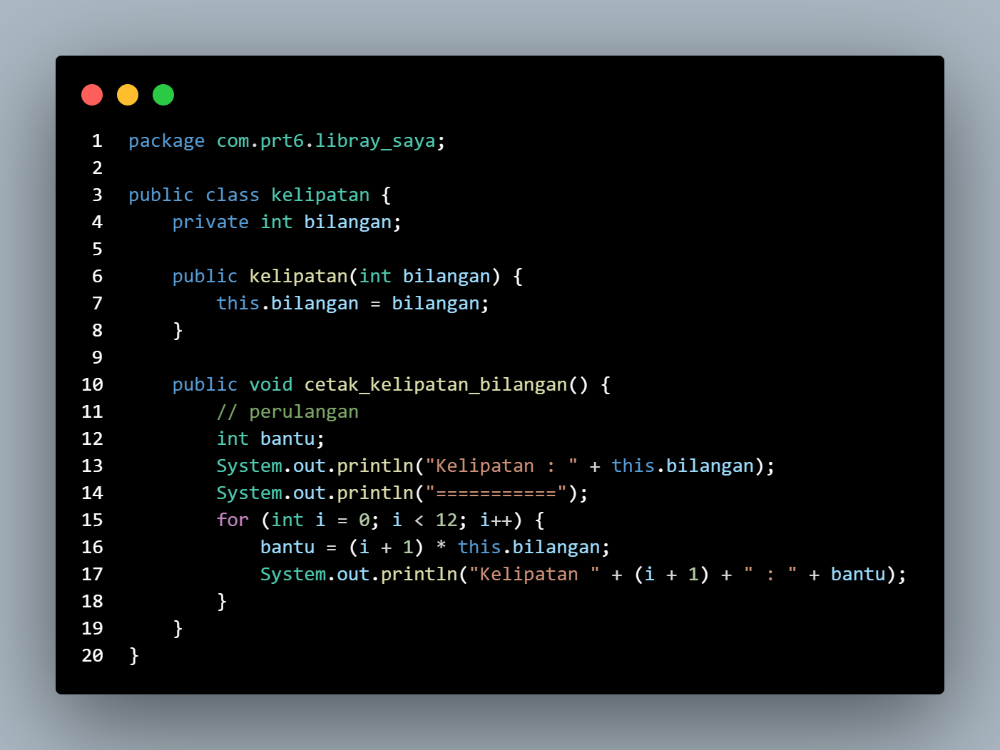 1 package com.prt6.libray_saya;
2
3 public class kelipatan {
4     private int bilangan;
5
6     public kelipatan(int bilangan) {
7         this.bilangan = bilangan;
8     }
9
10     public void cetak_kelipatan_bilangan() {
11         // perulangan
12         int bantu;
13         System.out.println("Kelipatan : " + this.bilangan);
14         System.out.println("===========");
15         for (int i = 0; i < 12; i++) {
16             bantu = (i + 1) * this.bilangan;
17             System.out.println("Kelipatan " + (i + 1) + " : " + bantu);
18         }
19     }
20 }